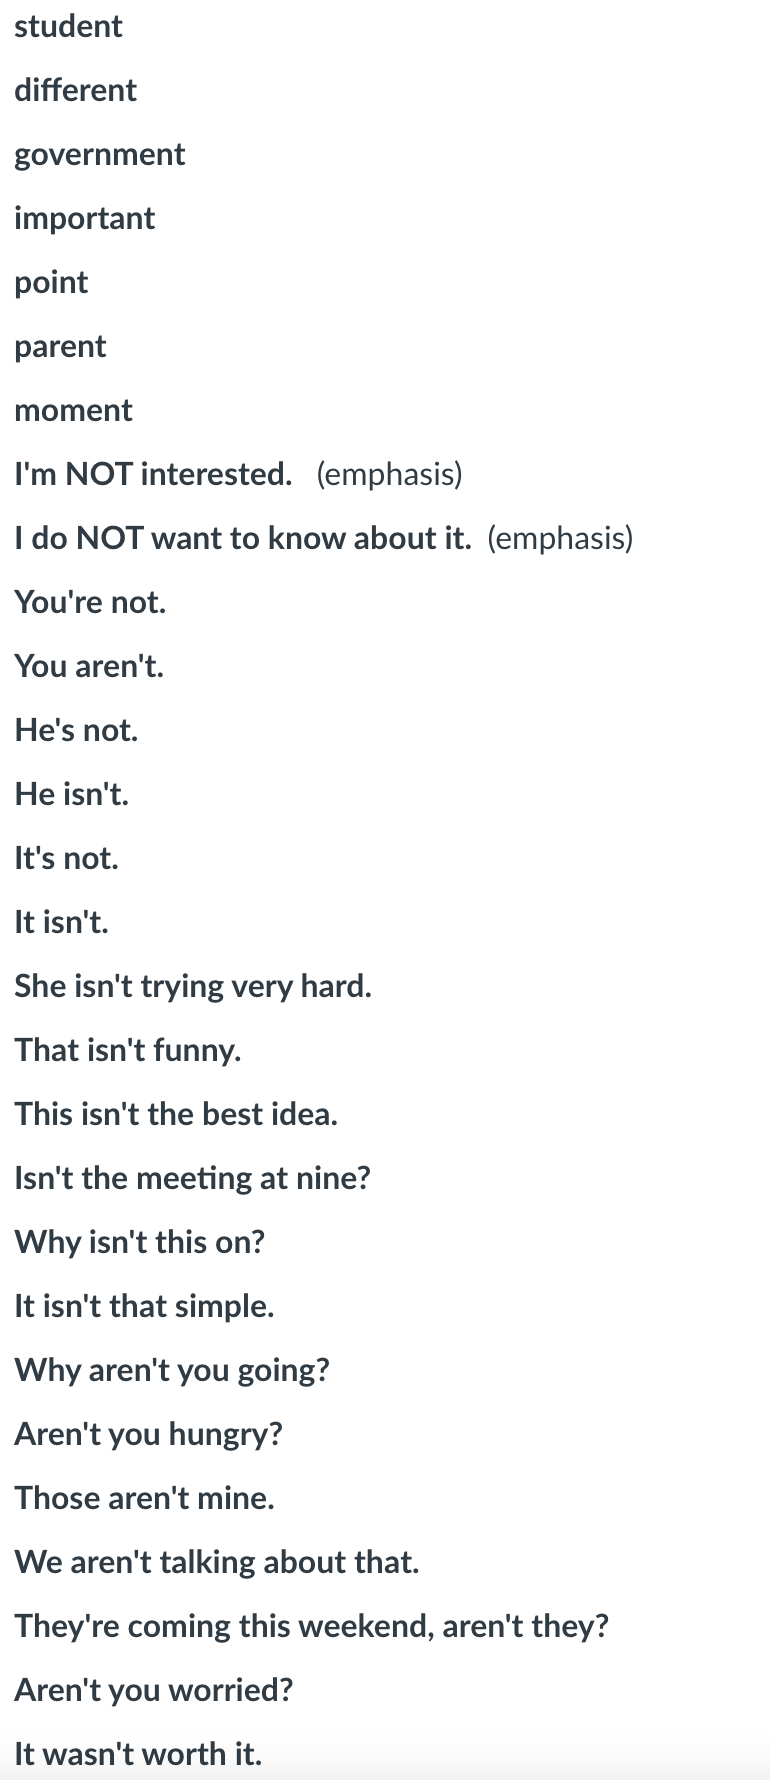 student
different
government
important
point
parent
moment
I'm NOT interested. (emphasis)
I do NOT want to know about it. (emphasis)
You're not.
You aren't.
He's not.
He isn't.
It's not.
It isn't.
She isn't trying very hard.
That isn't funny.
This isn't the best idea.
Isn't the meeting at nine?
Why isn't this on?
It isn't that simple.
Why aren't you going?
Aren't you hungry?
Those aren't mine.
We aren't talking about that.
They're coming this weekend, aren't they?
Aren't you worried?
It wasn't worth it.